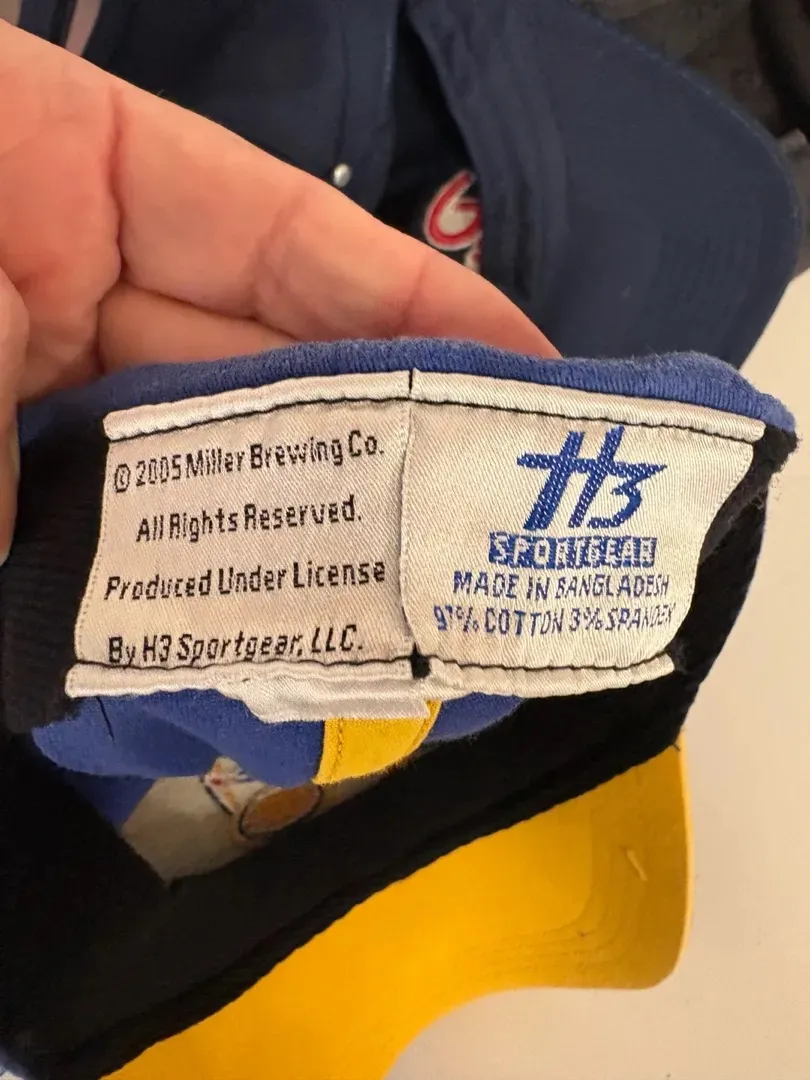 © 2005 Miller Brewing Co.
All Rights Reserved.
Produced Under License
By H3 Sportgear, LLC.
H3
SPORTGEAR
MADE IN BANGLADESH
97% COTTON 3% SPANDEX